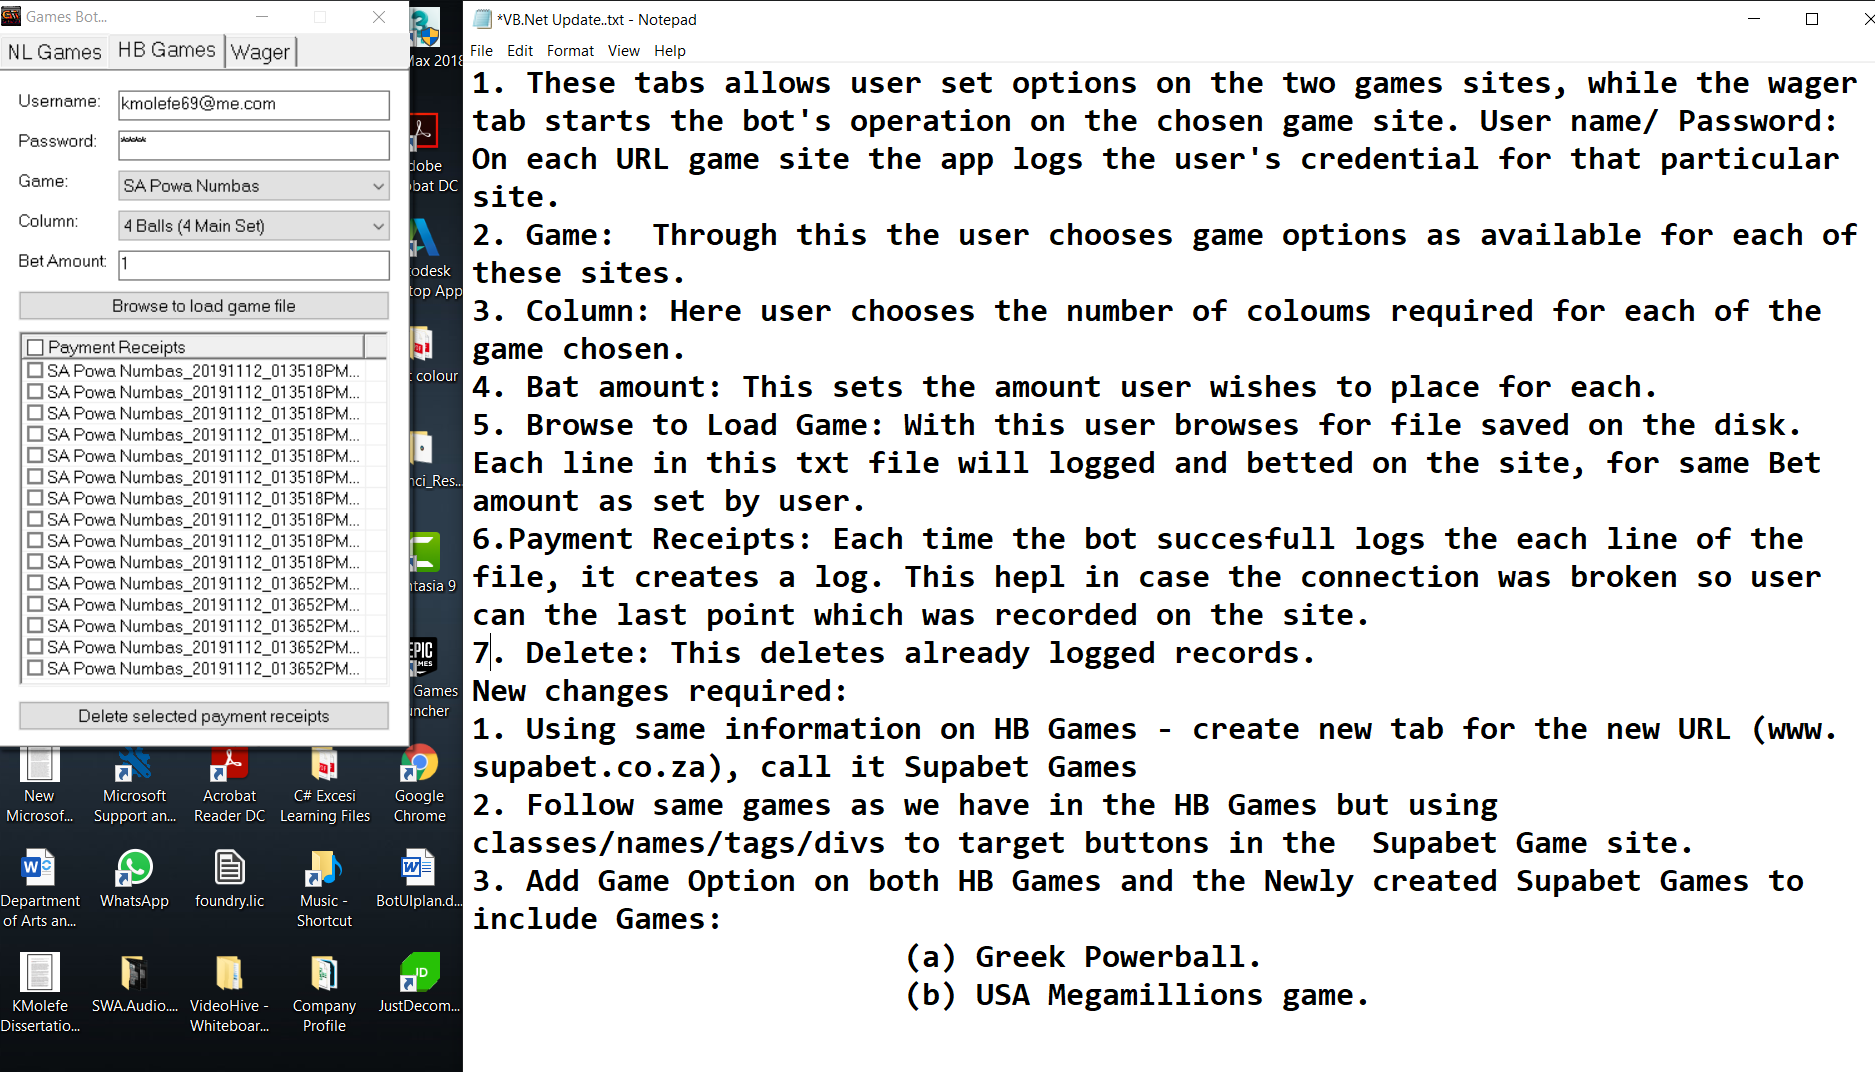 Games Bot...
NL Games HB Games Wager
Username: kmolefe69@me.com
Password: *****
Game: SA Powa Numbas
Column: 4 Balls (4 Main Set)
Bet Amount: 1
Browse to load game file
Payment Receipts
SA Powa Numbas_20191112_013518PM...
SA Powa Numbas_20191112_013518PM...
SA Powa Numbas_20191112_013518PM...
SA Powa Numbas_20191112_013518PM...
SA Powa Numbas_20191112_013518PM...
SA Powa Numbas_20191112_013518PM...
SA Powa Numbas_20191112_013518PM...
SA Powa Numbas_20191112_013518PM...
SA Powa Numbas_20191112_013518PM...
SA Powa Numbas_20191112_013518PM...
SA Powa Numbas_20191112_013652PM...
SA Powa Numbas_20191112_013652PM...
SA Powa Numbas_20191112_013652PM...
SA Powa Numbas_20191112_013652PM...
SA Powa Numbas_20191112_013652PM...
Delete selected payment receipts
Max 2018
dobe
bat DC
todesk
top App
t colour
nci_Res...
ntasia 9
EPIC
MES
Games
uncher
New
Microsof...
Microsoft
Support an...
Acrobat
Reader DC
C# Excesi
Learning Files
Google
Chrome
Department
of Arts an...
WhatsApp
foundry.lic
Music -
Shortcut
BotUIplan.d...
KMolefe
Dissertatio...
SWA.Audio....
VideoHive -
Whiteboar...
Company
Profile
JD
JustDecom...
*VB.Net Update..txt - Notepad
File Edit Format View Help
1. These tabs allows user set options on the two games sites, while the wager
tab starts the bot's operation on the chosen game site. User name/ Password:
On each URL game site the app logs the user's credential for that particular
site.
2. Game:  Through this the user chooses game options as available for each of
these sites.
3. Column: Here user chooses the number of coloums required for each of the
game chosen.
4. Bat amount: This sets the amount user wishes to place for each.
5. Browse to Load Game: With this user browses for file saved on the disk.
Each line in this txt file will logged and betted on the site, for same Bet
amount as set by user.
6.Payment Receipts: Each time the bot succesfull logs the each line of the
file, it creates a log. This hepl in case the connection was broken so user
can the last point which was recorded on the site.
7. Delete: This deletes already logged records.
New changes required:
1. Using same information on HB Games - create new tab for the new URL (www.
supabet.co.za), call it Supabet Games
2. Follow same games as we have in the HB Games but using
classes/names/tags/divs to target buttons in the  Supabet Game site.
3. Add Game Option on both HB Games and the Newly created Supabet Games to
include Games:
(a) Greek Powerball.
(b) USA Megamillions game.